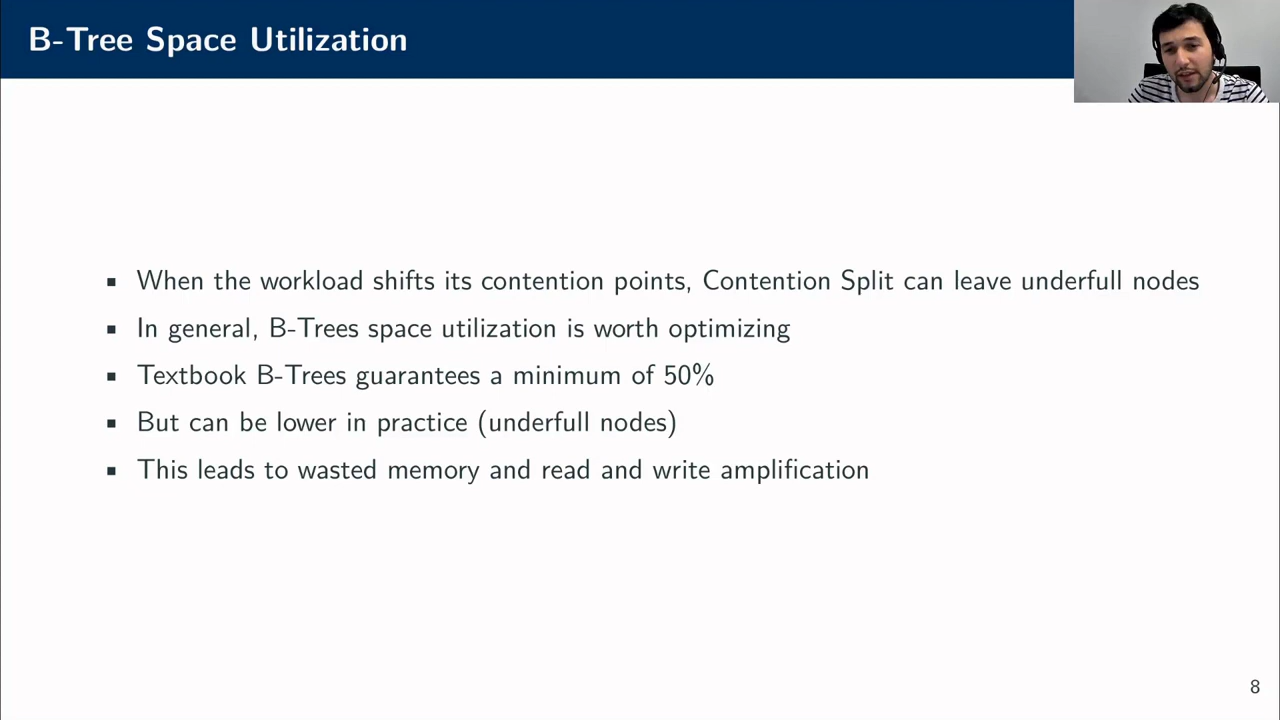 B-Tree Space Utilization
▪ When the workload shifts its contention points, Contention Split can leave underfull nodes
▪ In general, B-Trees space utilization is worth optimizing
▪ Textbook B-Trees guarantees a minimum of 50%
▪ But can be lower in practice (underfull nodes)
▪ This leads to wasted memory and read and write amplification
8